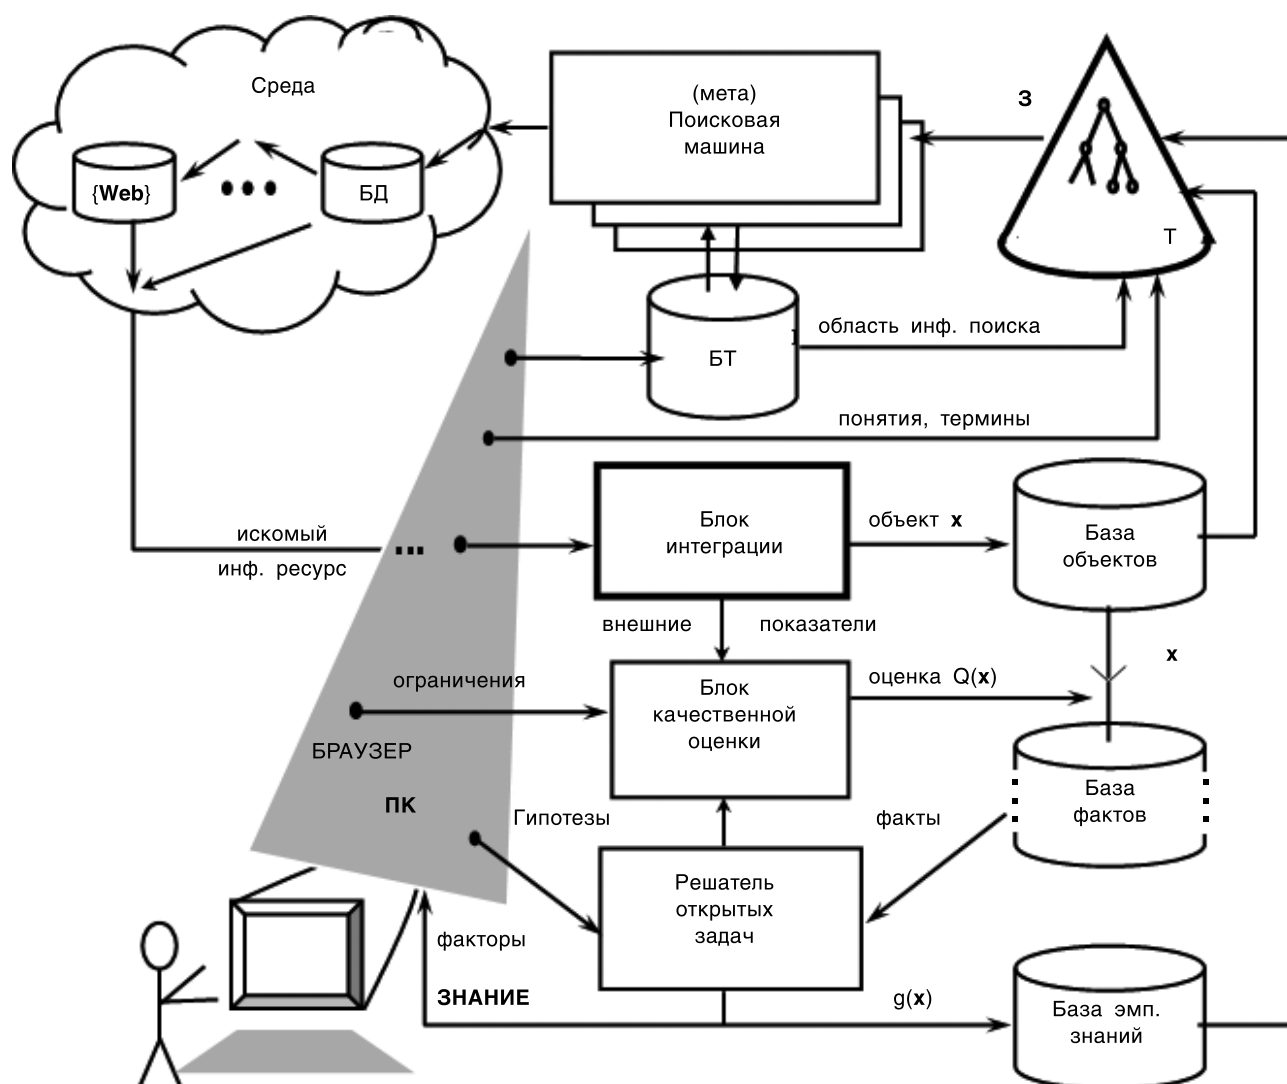 Среда
{Web}
БД
(мета)
Поисковая
машина
З
Т
область инф. поиска
БТ
понятия, термины
искомый
инф. ресурс
...
Блок
интеграции
объект x
База
объектов
внешние показатели
x
ограничения
Блок
качественной
оценки
оценка Q(x)
БРАУЗЕР
ПК
Гипотезы
факты
База
фактов
Решатель
открытых
задач
факторы
ЗНАНИЕ
g(x)
База эмп.
знаний